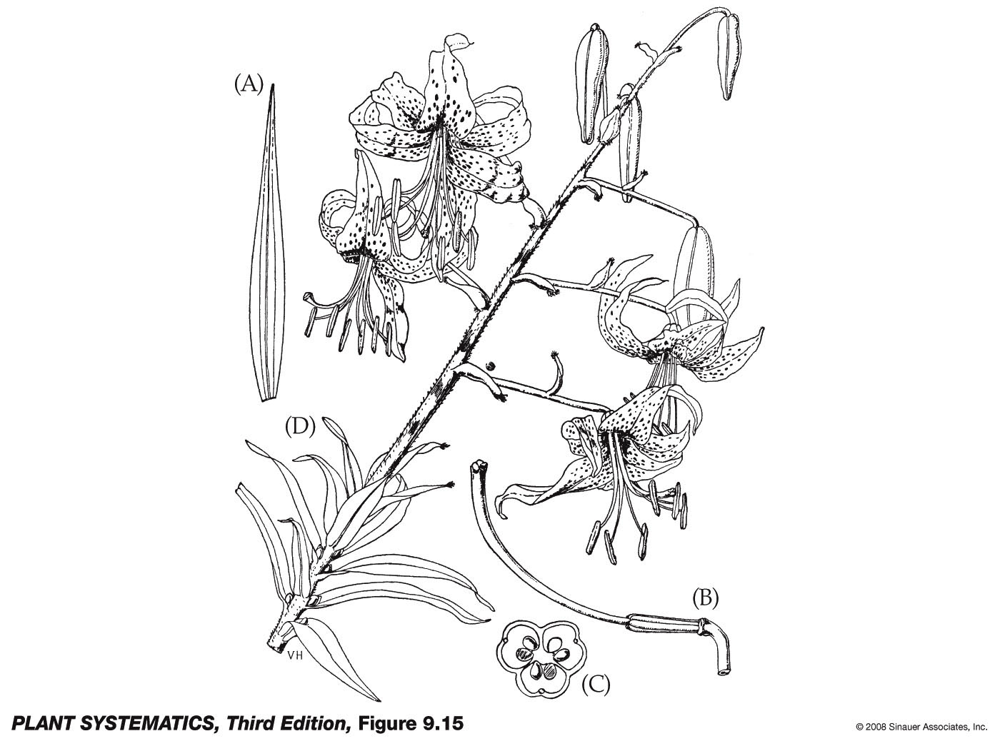 (A)
(D)
(B)
(C)
VH
PLANT SYSTEMATICS, Third Edition, Figure 9.15
© 2008 Sinauer Associates, Inc.